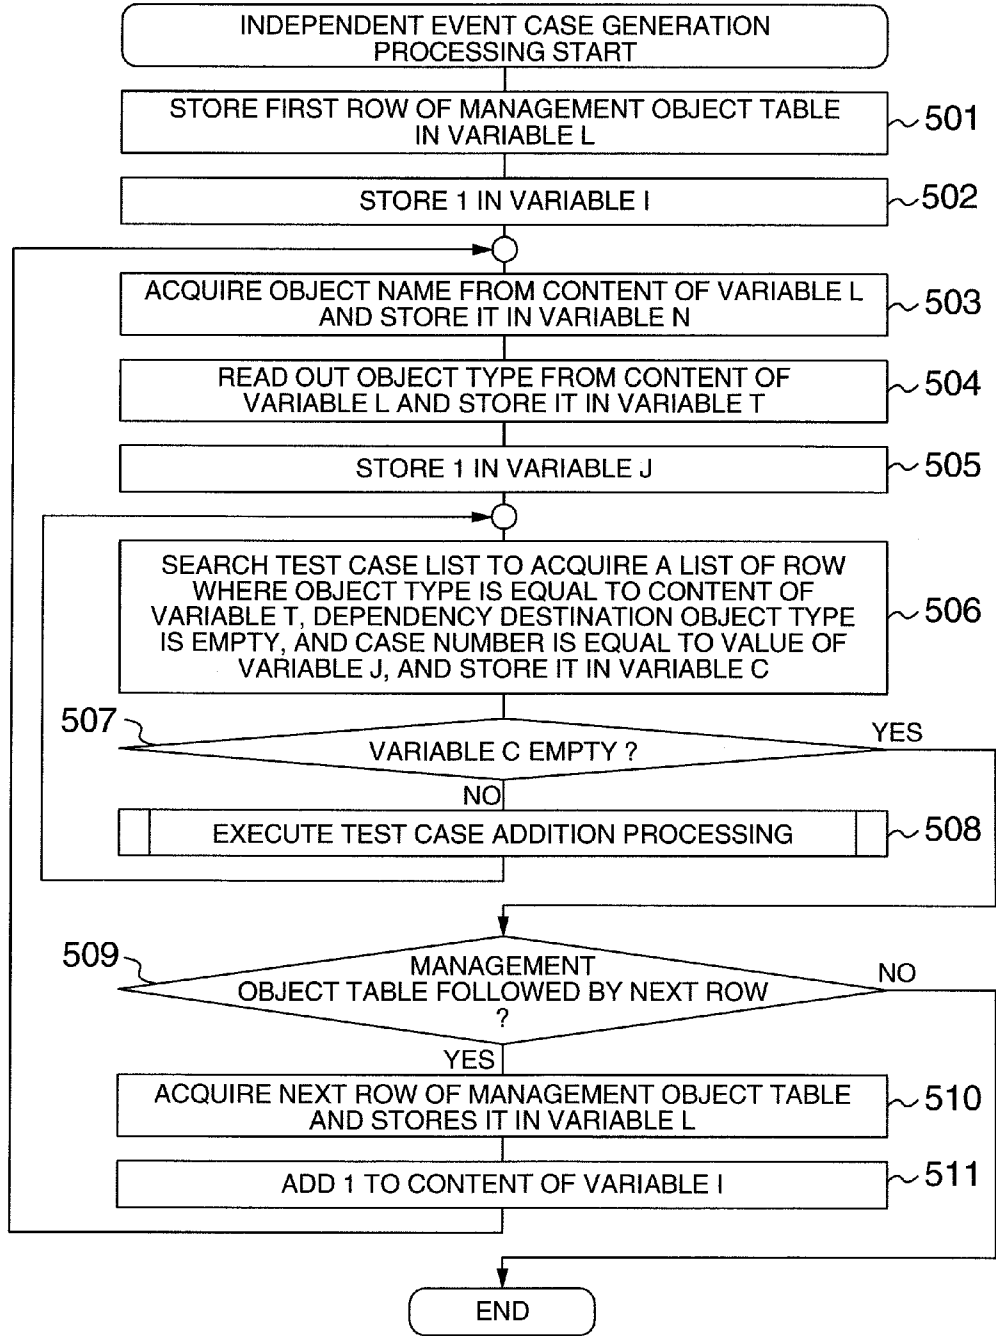 INDEPENDENT EVENT CASE GENERATION
PROCESSING START
STORE FIRST ROW OF MANAGEMENT OBJECT TABLE
IN VARIABLE L
501
STORE 1 IN VARIABLE I
502
ACQUIRE OBJECT NAME FROM CONTENT OF VARIABLE L
AND STORE IT IN VARIABLE N
503
READ OUT OBJECT TYPE FROM CONTENT OF
VARIABLE L AND STORE IT IN VARIABLE T
504
STORE 1 IN VARIABLE J
505
SEARCH TEST CASE LIST TO ACQUIRE A LIST OF ROW
WHERE OBJECT TYPE IS EQUAL TO CONTENT OF
VARIABLE T, DEPENDENCY DESTINATION OBJECT TYPE
IS EMPTY, AND CASE NUMBER IS EQUAL TO VALUE OF
VARIABLE J, AND STORE IT IN VARIABLE C
506
507
VARIABLE C EMPTY ?
YES
NO
EXECUTE TEST CASE ADDITION PROCESSING
508
509
MANAGEMENT
OBJECT TABLE FOLLOWED BY NEXT ROW
?
NO
YES
ACQUIRE NEXT ROW OF MANAGEMENT OBJECT TABLE
AND STORES IT IN VARIABLE L
510
ADD 1 TO CONTENT OF VARIABLE I
511
END